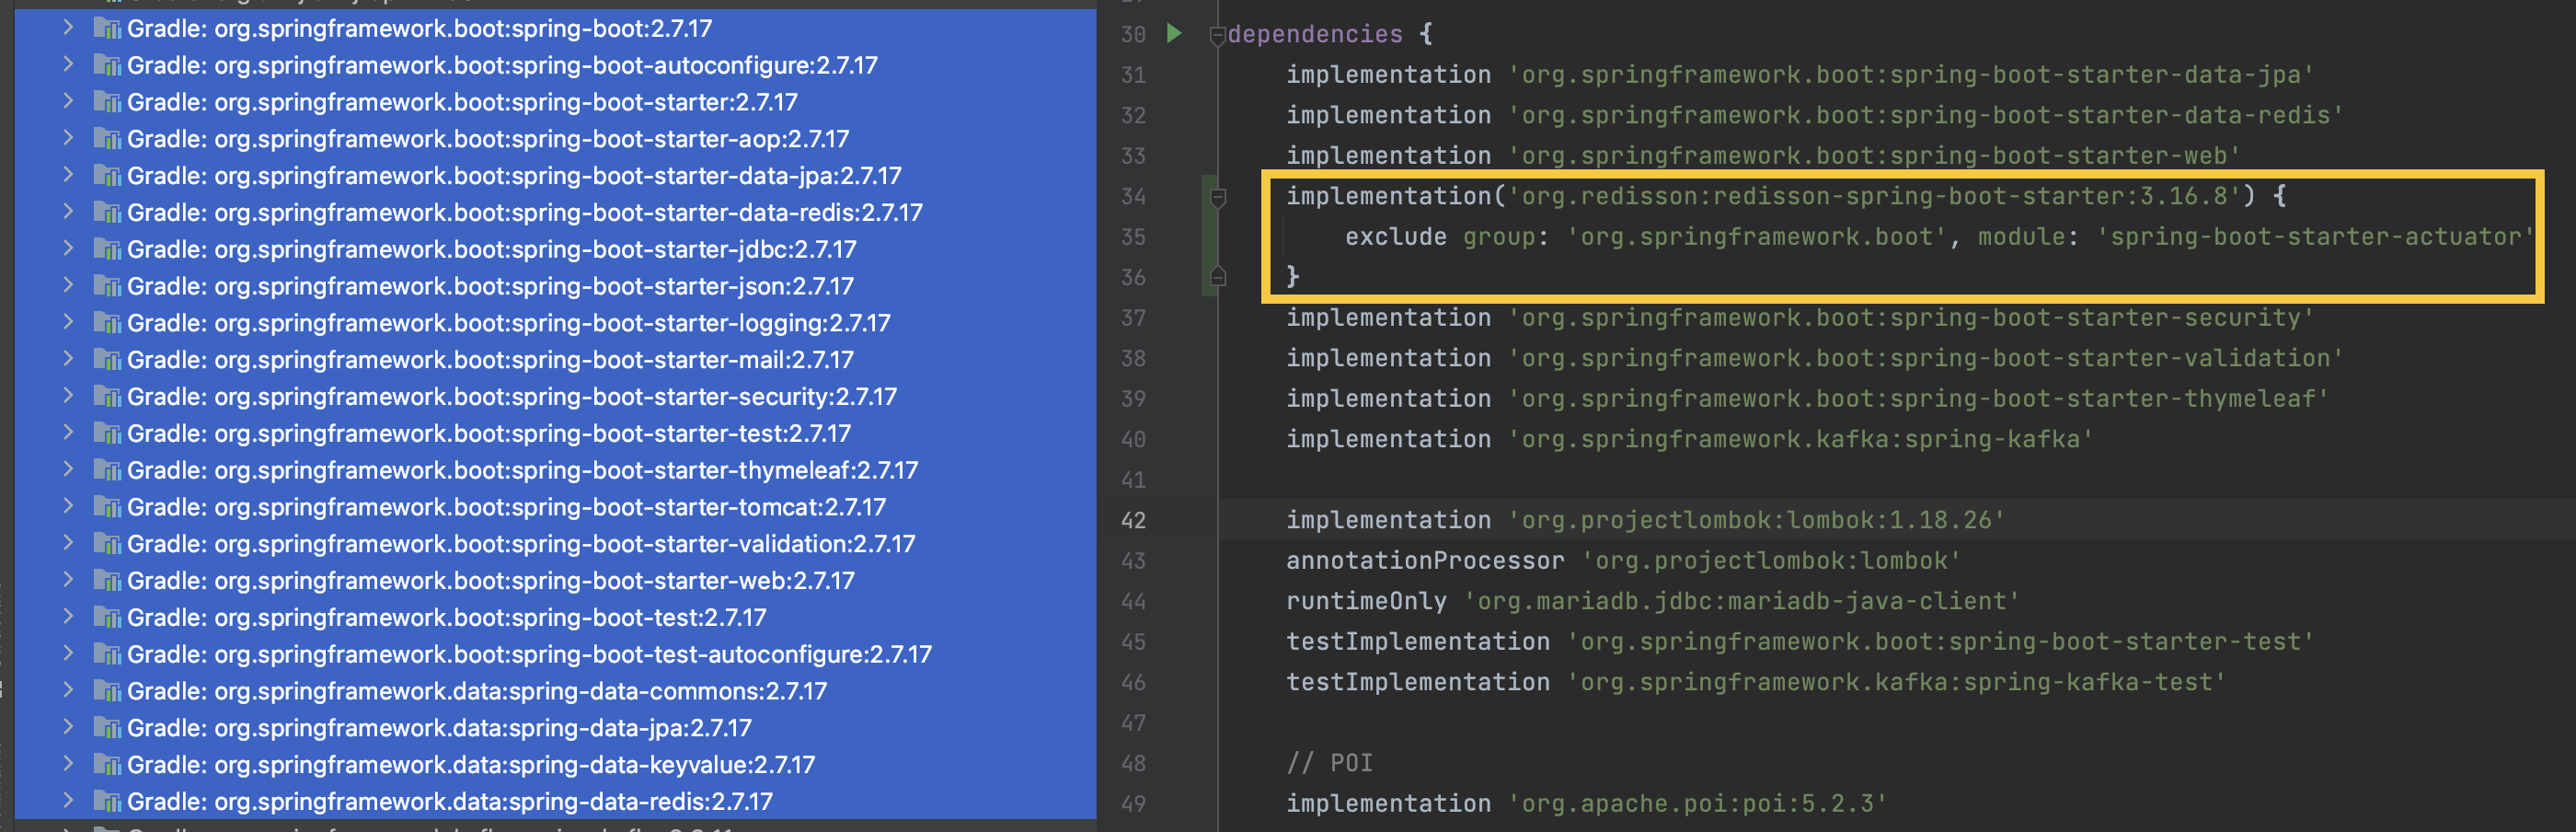 Gradle: org.springframework.boot:spring-boot:2.7.17
Gradle: org.springframework.boot:spring-boot-autoconfigure:2.7.17
Gradle: org.springframework.boot:spring-boot-starter:2.7.17
Gradle: org.springframework.boot:spring-boot-starter-aop:2.7.17
Gradle: org.springframework.boot:spring-boot-starter-data-jpa:2.7.17
Gradle: org.springframework.boot:spring-boot-starter-data-redis:2.7.17
Gradle: org.springframework.boot:spring-boot-starter-jdbc:2.7.17
Gradle: org.springframework.boot:spring-boot-starter-json:2.7.17
Gradle: org.springframework.boot:spring-boot-starter-logging:2.7.17
Gradle: org.springframework.boot:spring-boot-starter-mail:2.7.17
Gradle: org.springframework.boot:spring-boot-starter-security:2.7.17
Gradle: org.springframework.boot:spring-boot-starter-test:2.7.17
Gradle: org.springframework.boot:spring-boot-starter-thymeleaf:2.7.17
Gradle: org.springframework.boot:spring-boot-starter-tomcat:2.7.17
Gradle: org.springframework.boot:spring-boot-starter-validation:2.7.17
Gradle: org.springframework.boot:spring-boot-starter-web:2.7.17
Gradle: org.springframework.boot:spring-boot-test:2.7.17
Gradle: org.springframework.boot:spring-boot-test-autoconfigure:2.7.17
Gradle: org.springframework.data:spring-data-commons:2.7.17
Gradle: org.springframework.data:spring-data-jpa:2.7.17
Gradle: org.springframework.data:spring-data-keyvalue:2.7.17
Gradle: org.springframework.data:spring-data-redis:2.7.17
30 dependencies {
31 implementation 'org.springframework.boot:spring-boot-starter-data-jpa'
32 implementation 'org.springframework.boot:spring-boot-starter-data-redis'
33 implementation 'org.springframework.boot:spring-boot-starter-web'
34 implementation('org.redisson:redisson-spring-boot-starter:3.16.8') {
35 exclude group: 'org.springframework.boot', module: 'spring-boot-starter-actuator'
36 }
37 implementation 'org.springframework.boot:spring-boot-starter-security'
38 implementation 'org.springframework.boot:spring-boot-starter-validation'
39 implementation 'org.springframework.boot:spring-boot-starter-thymeleaf'
40 implementation 'org.springframework.kafka:spring-kafka'
41
42 implementation 'org.projectlombok:lombok:1.18.26'
43 annotationProcessor 'org.projectlombok:lombok'
44 runtimeOnly 'org.mariadb.jdbc:mariadb-java-client'
45 testImplementation 'org.springframework.boot:spring-boot-starter-test'
46 testImplementation 'org.springframework.kafka:spring-kafka-test'
47
48 // POI
49 implementation 'org.apache.poi:poi:5.2.3'